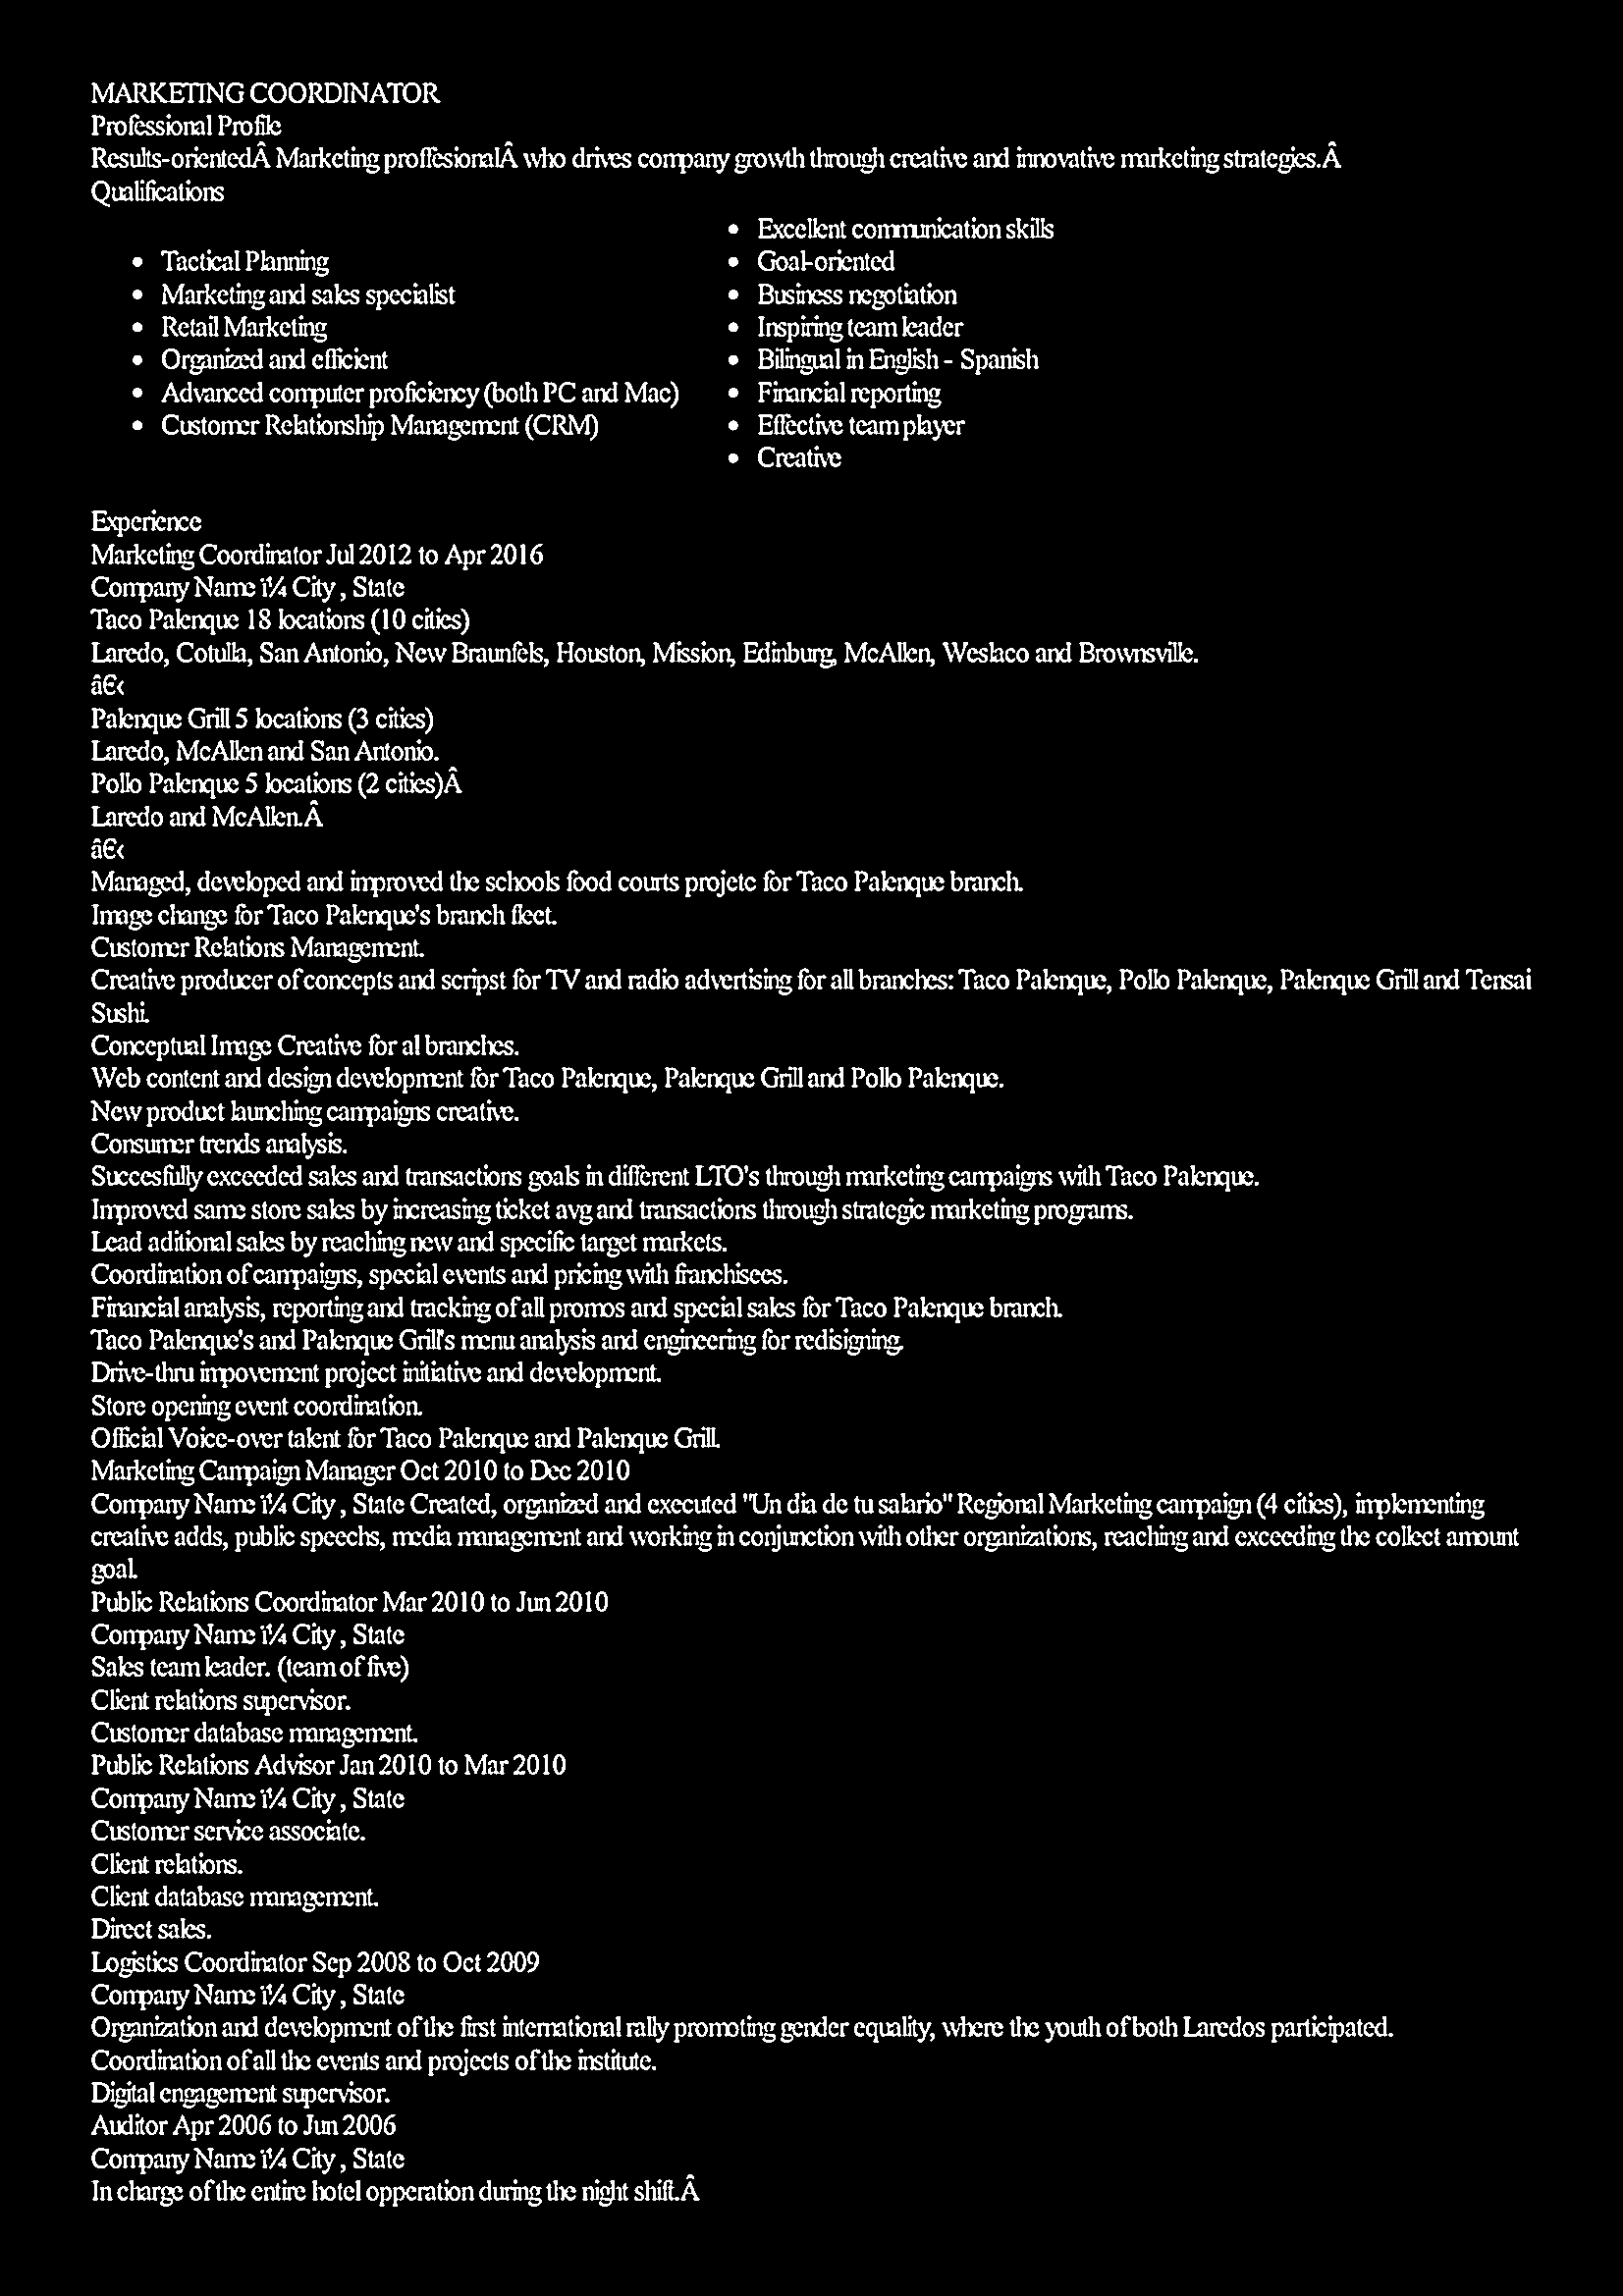 MARKETING COORDINATOR
Professional Profile
Results-orientedÂ Marketing proffesionalÂ who drives company growth through creative and innovative marketing strategies.Â
Qualifications
• Tactical Planning
• Marketing and sales specialist
• Retail Marketing
• Organized and efficient
• Advanced computer proficiency (both PC and Mac)
• Customer Relationship Management (CRM)
• Excellent communication skills
• Goal-oriented
• Business negotiation
• Inspiring team leader
• Bilingual in English - Spanish
• Financial reporting
• Effective team player
• Creative
Experience
Marketing Coordinator Jul 2012 to Apr 2016
Company Name ï¼ City , State
Taco Palenque 18 locations (10 cities)
Laredo, Cotulla, San Antonio, New Braunfels, Houston, Mission, Edinburg, McAllen, Weslaco and Brownsville.
â€‹
Palenque Grill 5 locations (3 cities)
Laredo, McAllen and San Antonio.
Pollo Palenque 5 locations (2 cities)Â
Laredo and McAllen.Â
â€‹
Managed, developed and improved the schools food courts projetc for Taco Palenque branch.
Image change for Taco Palenque's branch fleet.
Customer Relations Management.
Creative producer of concepts and scripst for TV and radio advertising for all branches: Taco Palenque, Pollo Palenque, Palenque Grill and Tensai
Sushi.
Conceptual Image Creative for al branches.
Web content and design development for Taco Palenque, Palenque Grill and Pollo Palenque.
New product launching campaigns creative.
Consumer trends analysis.
Succesfully exceeded sales and transactions goals in different LTO's through marketing campaigns with Taco Palenque.
Improved same store sales by increasing ticket avg and transactions through strategic marketing programs.
Lead aditional sales by reaching new and specific target markets.
Coordination of campaigns, special events and pricing with franchisees.
Financial analysis, reporting and tracking of all promos and special sales for Taco Palenque branch.
Taco Palenque's and Palenque Grill's menu analysis and engineering for redisigning.
Drive-thru impovement project initiative and development.
Store opening event coordination.
Official Voice-over talent for Taco Palenque and Palenque Grill.
Marketing Campaign Manager Oct 2010 to Dec 2010
Company Name ï¼ City , State Created, organized and executed "Un dia de tu salario" Regional Marketing campaign (4 cities), implementing
creative adds, public speechs, media management and working in conjunction with other organizations, reaching and exceeding the collect amount
goal.
Public Relations Coordinator Mar 2010 to Jun 2010
Company Name ï¼ City , State
Sales team leader. (team of five)
Client relations supervisor.
Customer database management.
Public Relations Advisor Jan 2010 to Mar 2010
Company Name ï¼ City , State
Customer service associate.
Client relations.
Client database management.
Direct sales.
Logistics Coordinator Sep 2008 to Oct 2009
Company Name ï¼ City , State
Organization and development of the first international rally promoting gender equality, where the youth of both Laredos participated.
Coordination of all the events and projects of the institute.
Digital engagement supervisor.
Auditor Apr 2006 to Jun 2006
Company Name ï¼ City , State
In charge of the entire hotel opperation during the night shift.Â